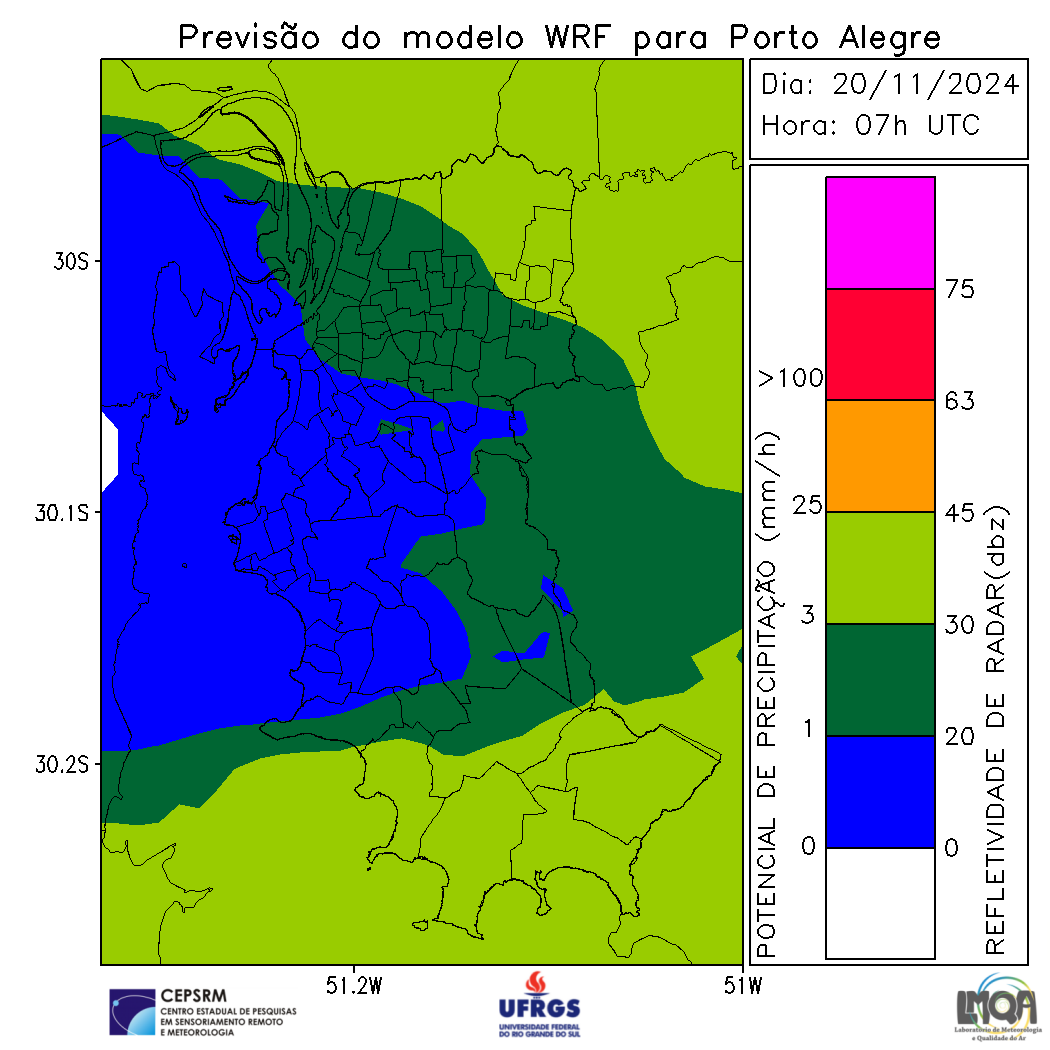 Previsão do modelo WRF para Porto Alegre
Dia: 20/11/2024
Hora: 07h UTC
30S
30.1S
30.2S
51.2W
51W
POTENCIAL DE PRECIPITAÇÃO (mm/h)
>100
25
3
1
0
75
63
45
30
20
0
REFLETIVIDADE DE RADAR(dbz)
CEPSRM
CENTRO ESTADUAL DE PESQUISAS
EM SENSORIAMENTO REMOTO
E METEOROLOGIA
UFRGS
UNIVERSIDADE FEDERAL
DO RIO GRANDE DO SUL
LMQA
Laboratório de Meteorologia
e Qualidade do Ar